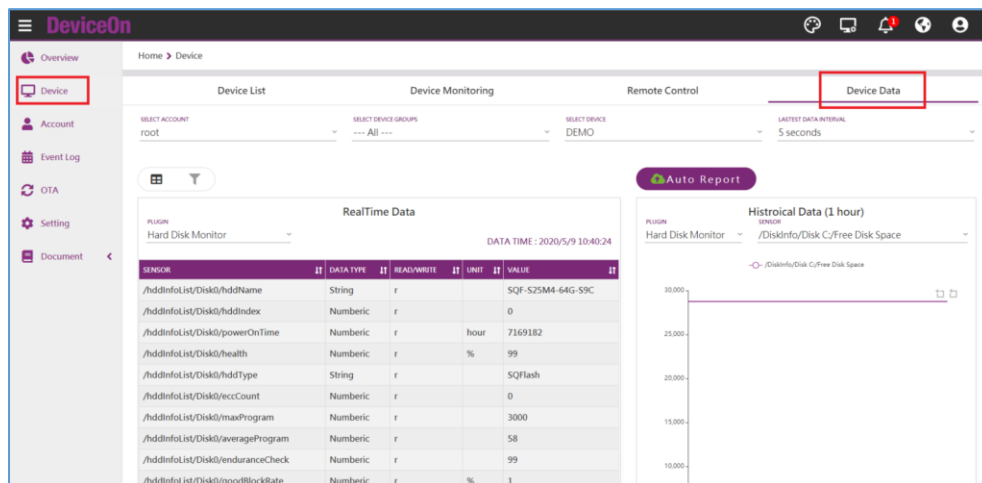 DeviceOn
1
Overview
Home > Device
Device
Device List
Device Monitoring
Remote Control
Device Data
Account
SELECT ACCOUNT
SELECT DEVICE GROUPS
SELECT DEVICE
LASTEST DATA INTERVAL
root
--- All ---
DEMO
5 seconds
Event Log
OTA
Auto Report
Setting
Document
RealTime Data
PLUGIN
Hard Disk Monitor
DATA TIME : 2020/5/9 10:40:24
SENSOR DATA TYPE READ/WRITE UNIT VALUE
/hddInfoList/Disk0/hddName String r SQF-S25M4-64G-S9C
/hddInfoList/Disk0/hddIndex Numberic r 0
/hddInfoList/Disk0/powerOnTime Numberic r hour 7169182
/hddInfoList/Disk0/health Numberic r % 99
/hddInfoList/Disk0/hddType String r SQFlash
/hddInfoList/Disk0/eccCount Numberic r 0
/hddInfoList/Disk0/maxProgram Numberic r 3000
/hddInfoList/Disk0/averageProgram Numberic r 58
/hddInfoList/Disk0/enduranceCheck Numberic r 99
/hddInfoList/Disk0/goodBlockRate Numberic r % 1
Histroical Data (1 hour)
PLUGIN
SENSOR
Hard Disk Monitor
/DiskInfo/Disk C:/Free Disk Space
/DiskInfo/Disk C:/Free Disk Space
30,000
25,000
20,000
15,000
10,000